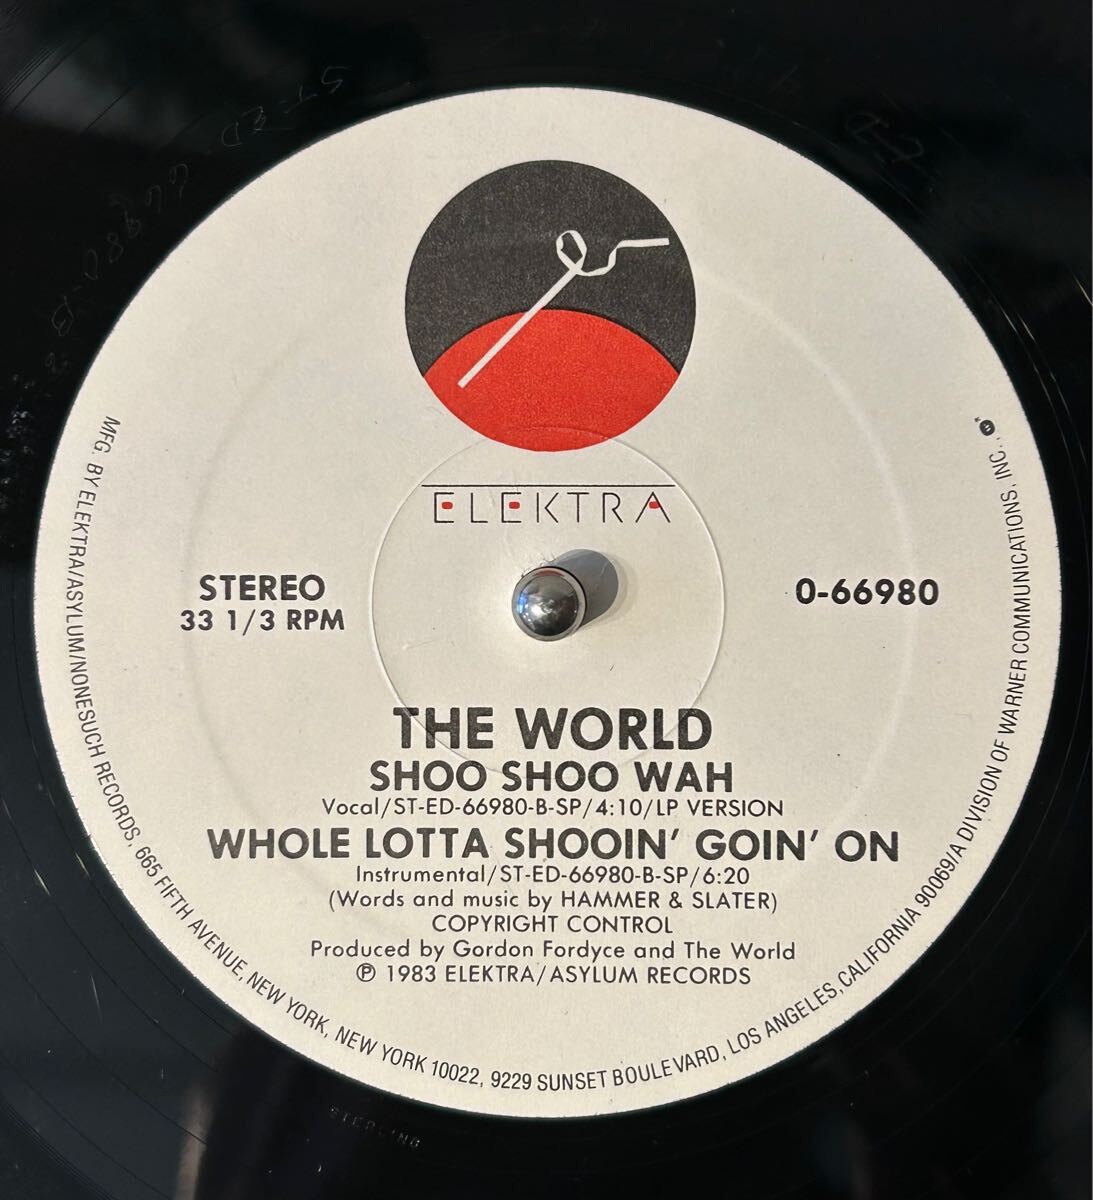 ELEKTRA
STEREO
33 1/3 RPM
0-66980
THE WORLD
SHOO SHOO WAH
Vocal/ST-ED-66980-B-SP/4:10/LP VERSION
WHOLE LOTTA SHOOIN' GOIN' ON
Instrumental/ST-ED-66980-B-SP/6:20
(Words and music by HAMMER & SLATER)
COPYRIGHT CONTROL
Produced by Gordon Fordyce and The World
℗ 1983 ELEKTRA/ASYLUM RECORDS
MFG. BY ELEKTRA/ASYLUM/NONESUCH RECORDS, 665 FIFTH AVENUE, NEW YORK, NEW YORK 10022, 9229 SUNSET BOULEVARD, LOS ANGELES, CALIFORNIA 90069/A DIVISION OF WARNER COMMUNICATIONS, INC.,
ST-ED 66980-B
STERLING